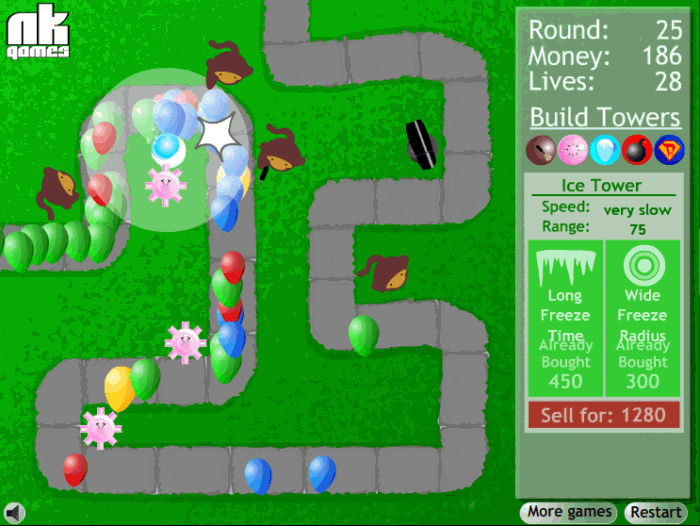 nk
games
Round: 25
Money: 186
Lives: 28
Build Towers
Ice Tower
Speed: very slow
Range: 75
Long Wide
Freeze Freeze
Time Radius
Already Already
Bought Bought
450 300
Sell for: 1280
More games Restart